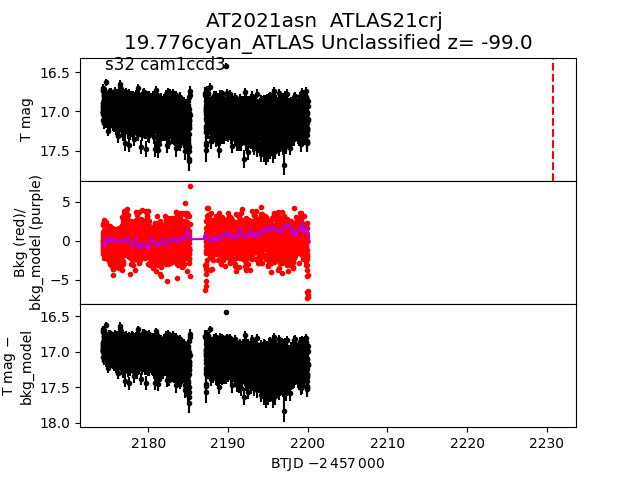 AT2021asn  ATLAS21crj
19.776cyan_ATLAS Unclassified z= -99.0
s32 cam1ccd3
16.5
17.0
17.5
T mag
5
0
−5
Bkg (red)/
bkg_model (purple)
16.5
17.0
17.5
18.0
T mag −
bkg_model
2180 2190 2200 2210 2220 2230
BTJD −2 457 000